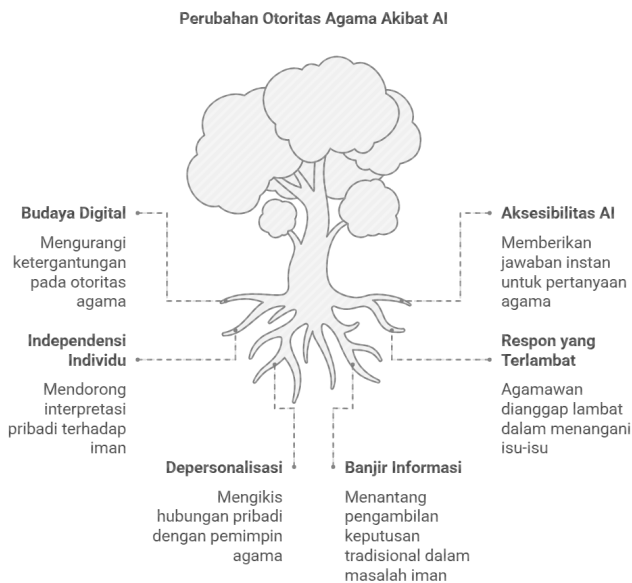 Perubahan Otoritas Agama Akibat AI
Budaya Digital
Mengurangi
ketergantungan
pada otoritas
agama
Aksesibilitas AI
Memberikan
jawaban instan
untuk pertanyaan
agama
Independensi
Individu
Mendorong
interpretasi
pribadi terhadap
iman
Respon yang
Terlambat
Agamawan
dianggap lambat
dalam menangani
isu-isu
Depersonalisasi
Mengikis
hubungan pribadi
dengan pemimpin
agama
Banjir Informasi
Menantang
pengambilan
keputusan
tradisional dalam
masalah iman